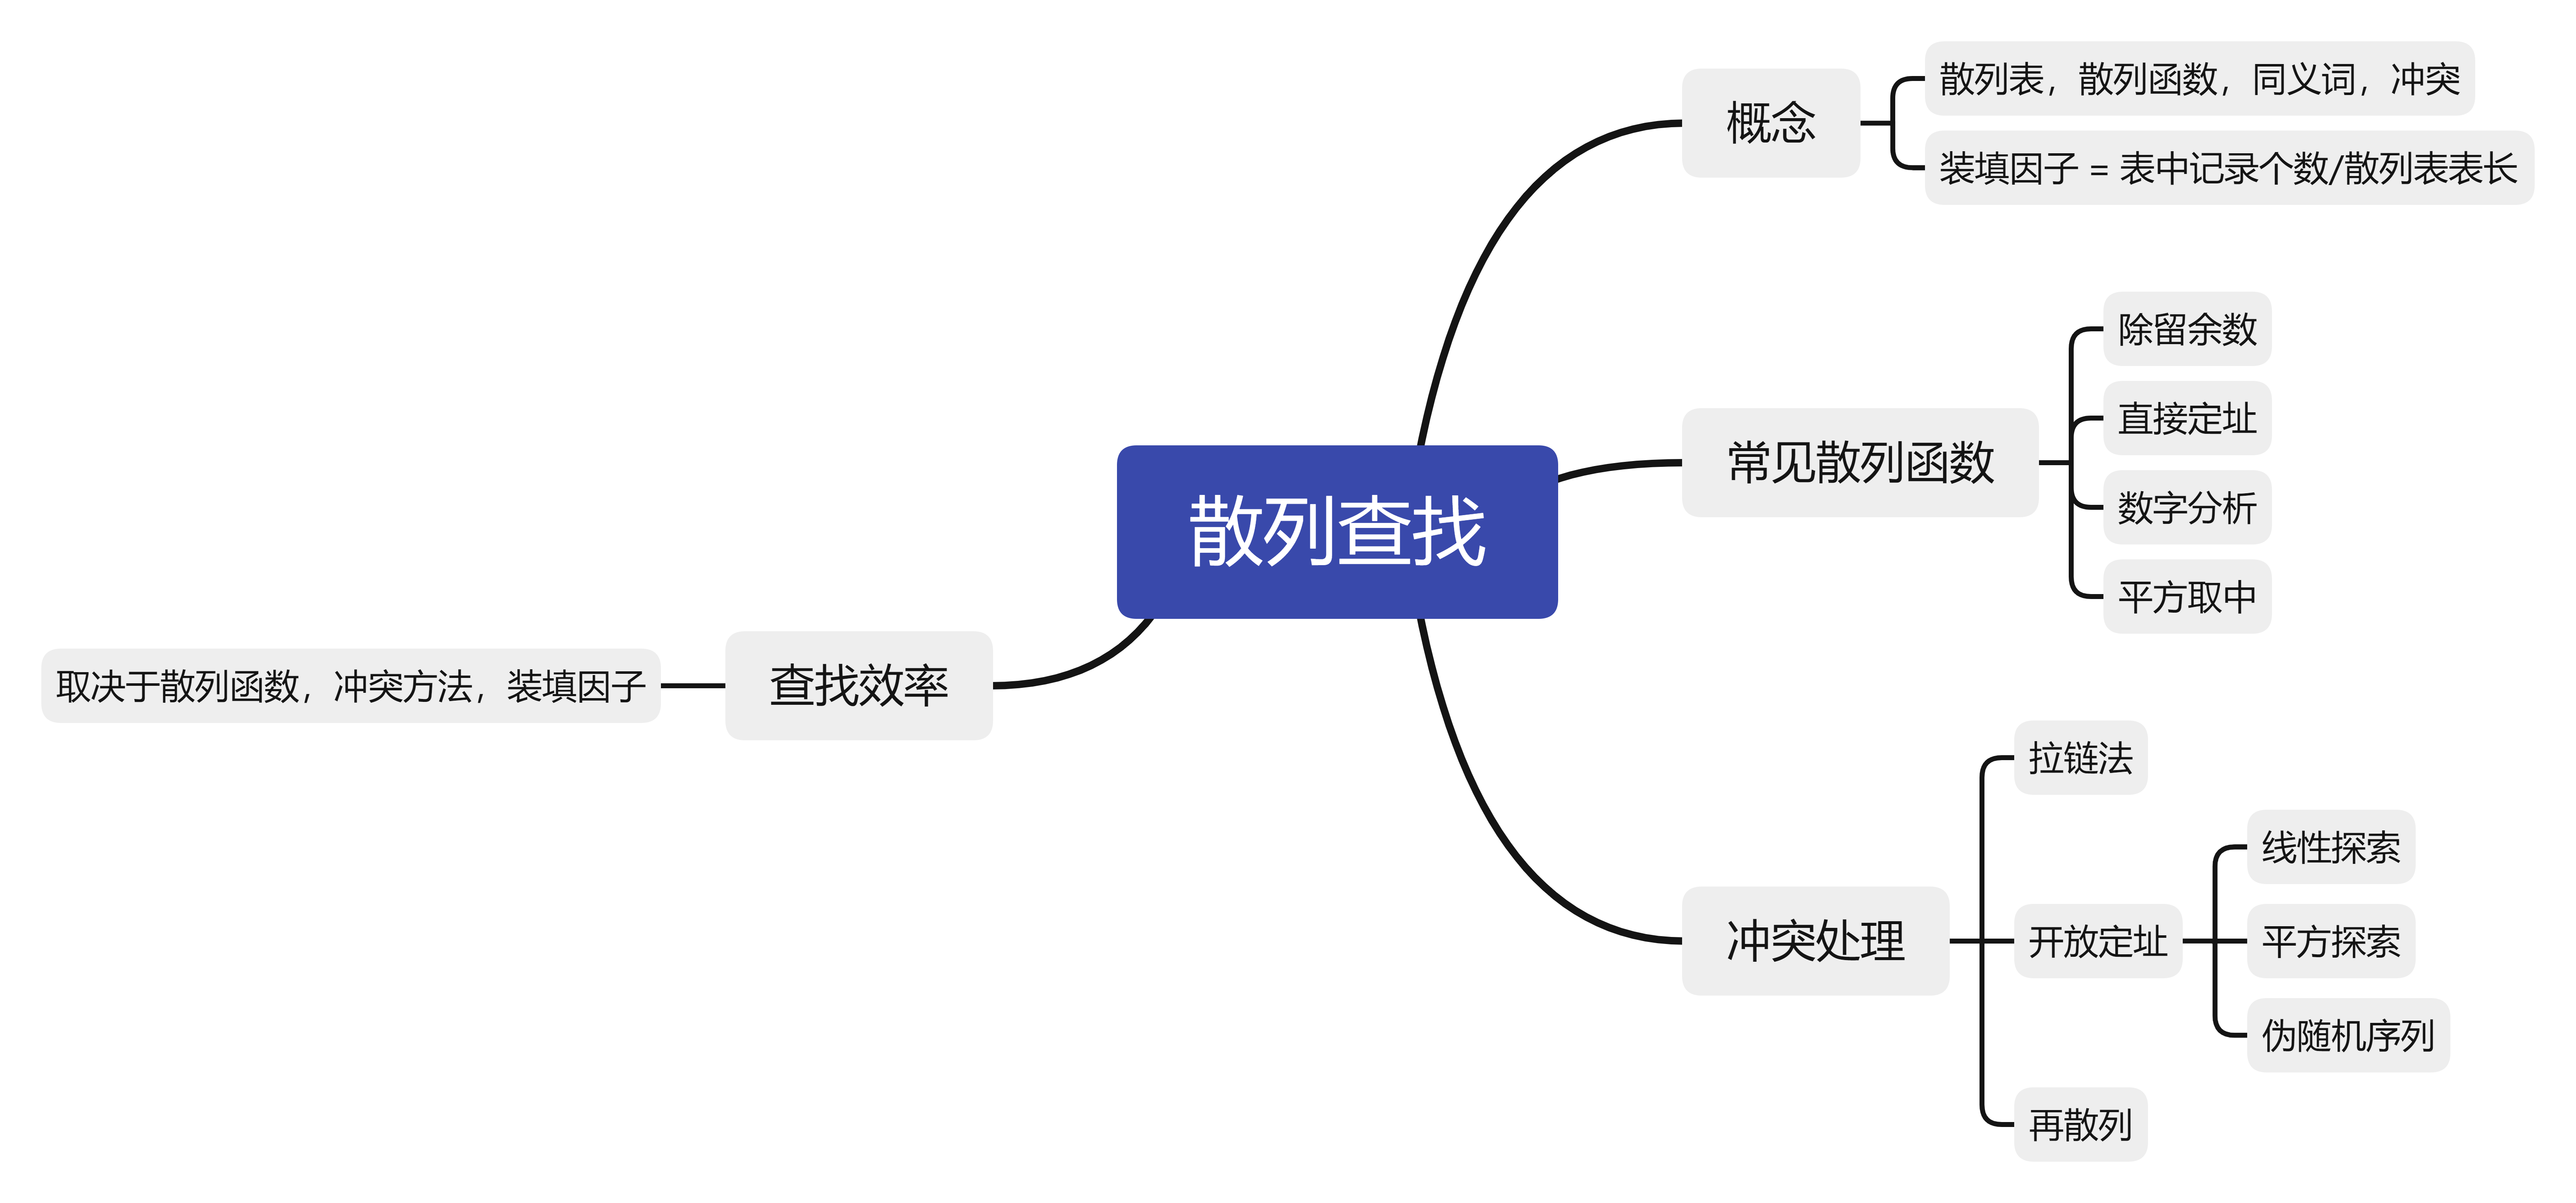 散列查找
概念
散列表，散列函数，同义词，冲突
装填因子 = 表中记录个数/散列表表长
常见散列函数
除留余数
直接定址
数字分析
平方取中
冲突处理
拉链法
开放定址
线性探索
平方探索
伪随机序列
再散列
查找效率
取决于散列函数，冲突方法，装填因子